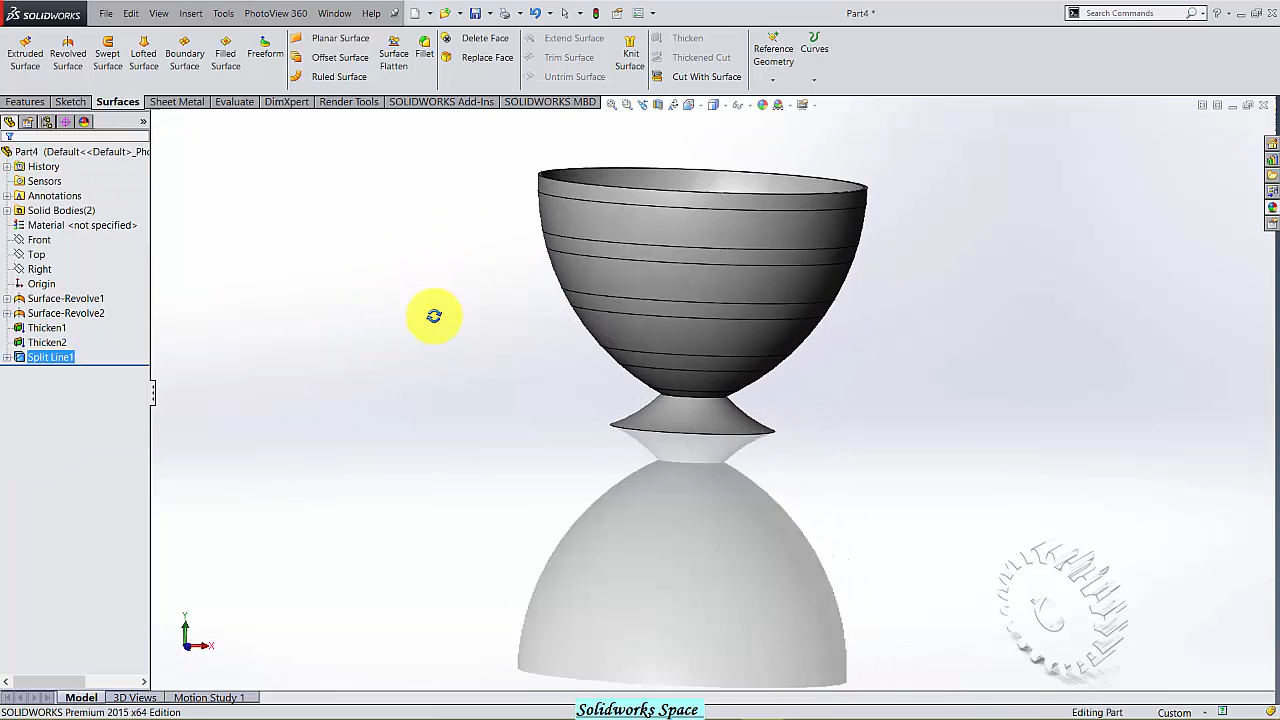 SOLIDWORKS File Edit View Insert Tools PhotoView 360 Window Help Part4 * Search Commands
Extruded Surface
Revolved Surface
Swept Surface
Lofted Surface
Boundary Surface
Filled Surface
Freeform
Planar Surface
Offset Surface
Ruled Surface
Surface Flatten
Fillet
Delete Face
Replace Face
Extend Surface
Trim Surface
Untrim Surface
Knit Surface
Thicken
Thickened Cut
Cut With Surface
Reference Geometry
Curves
Features Sketch Surfaces Sheet Metal Evaluate DimXpert Render Tools SOLIDWORKS Add-Ins SOLIDWORKS MBD
Part4 (Default<<Default>_Pho
History
Sensors
Annotations
Solid Bodies(2)
Material <not specified>
Front
Top
Right
Origin
Surface-Revolve1
Surface-Revolve2
Thicken1
Thicken2
Split Line1
Y
X
Model 3D Views Motion Study 1
SOLIDWORKS Premium 2015 x64 Edition Solidworks Space Editing Part Custom